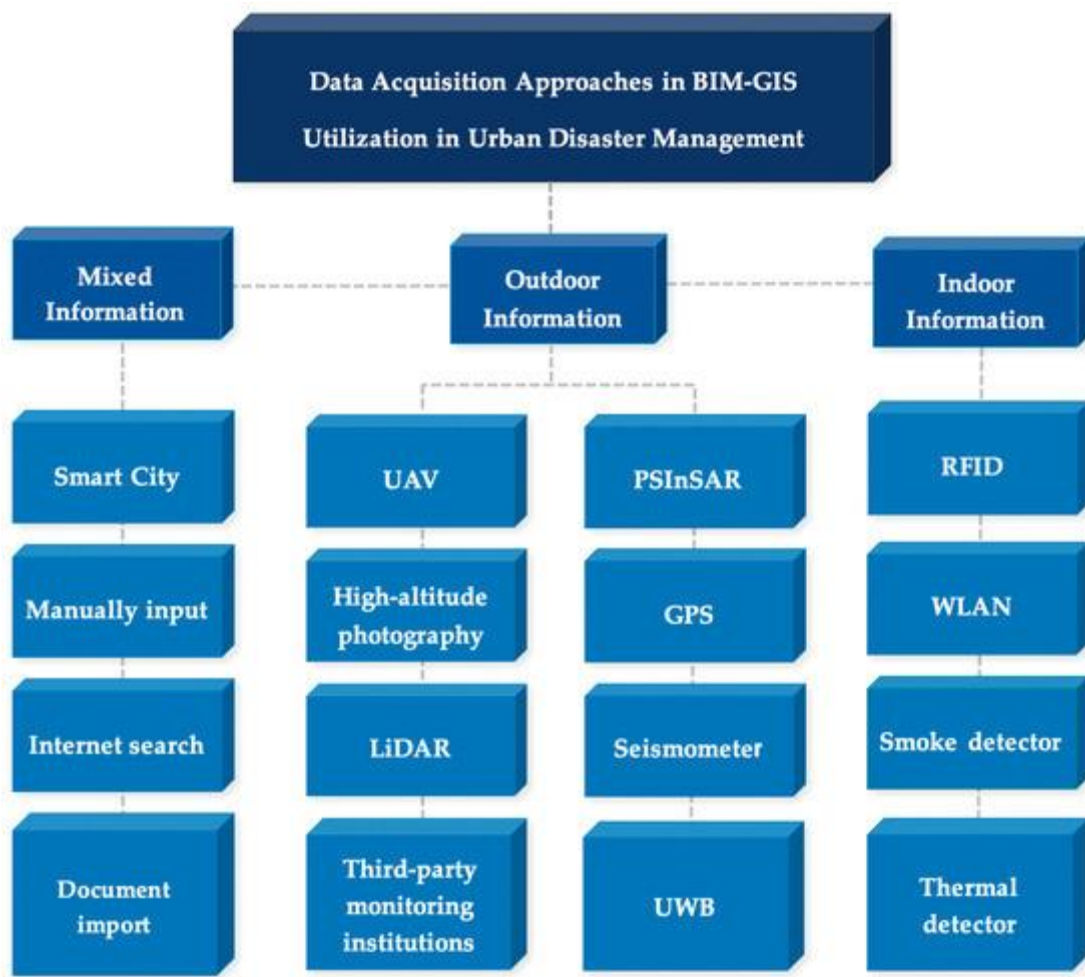 Data Acquisition Approaches in BIM-GIS
Utilization in Urban Disaster Management
Mixed
Information
Outdoor
Information
Indoor
Information
Smart City
UAV
PSInSAR
RFID
Manually input
High-altitude
photography
GPS
WLAN
Internet search
LiDAR
Seismometer
Smoke detector
Document
import
Third-party
monitoring
institutions
UWB
Thermal
detector